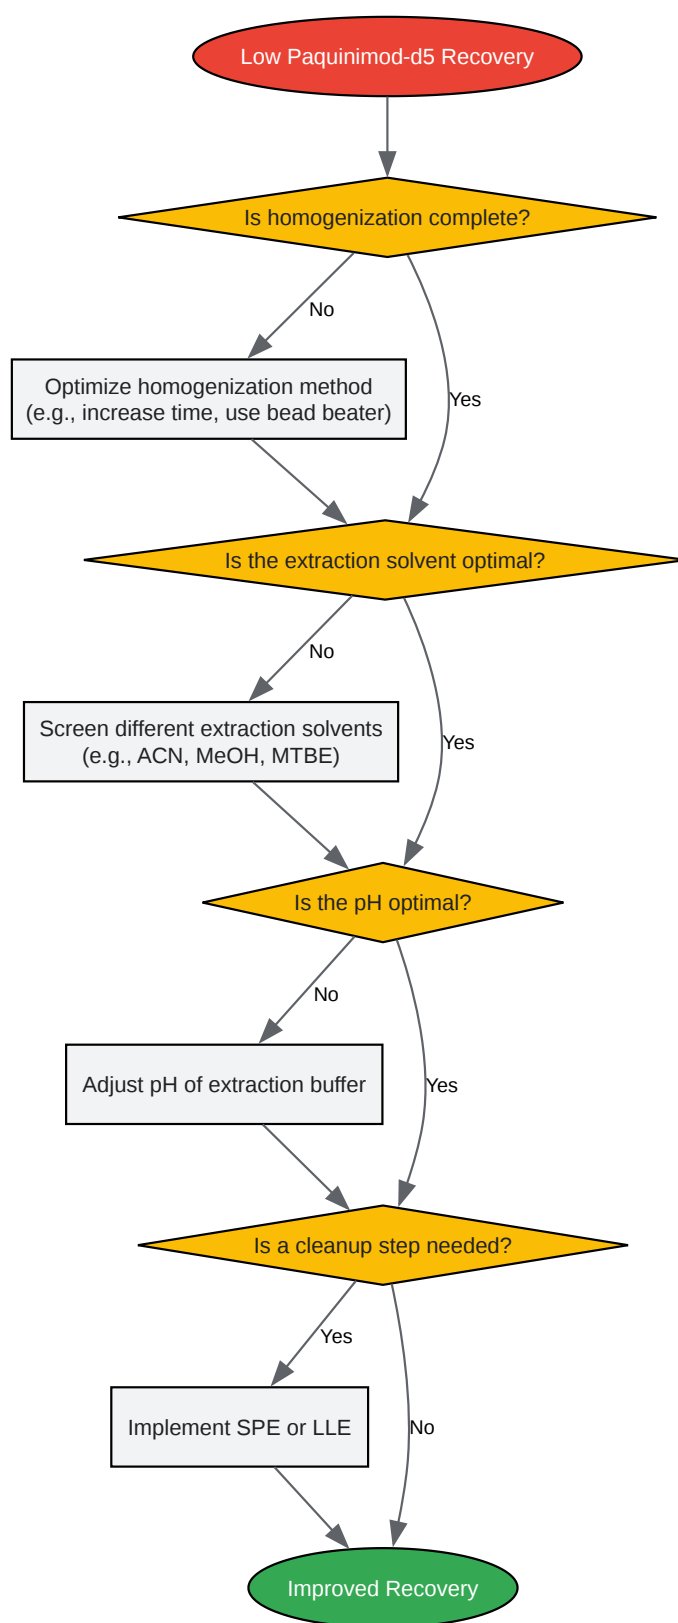 Low Paquinimod-d5 Recovery
Is homogenization complete?
No
Optimize homogenization method
(e.g., increase time, use bead beater)
Yes
Is the extraction solvent optimal?
No
Screen different extraction solvents
(e.g., ACN, MeOH, MTBE)
Yes
Is the pH optimal?
No
Adjust pH of extraction buffer
Yes
Is a cleanup step needed?
Yes
Implement SPE or LLE
No
Improved Recovery